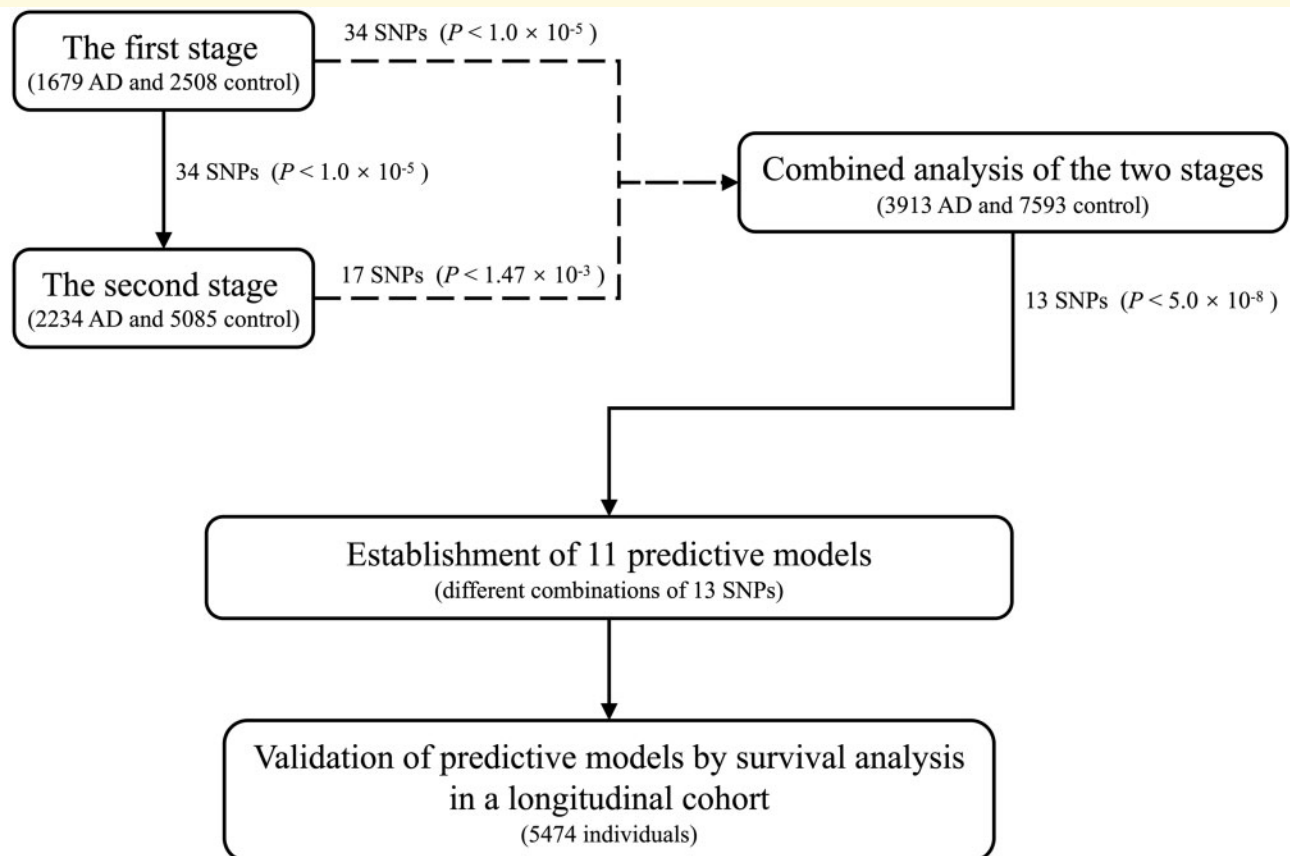 The first stage
(1679 AD and 2508 control)
34 SNPs (P < 1.0 × 10⁻⁵)
34 SNPs (P < 1.0 × 10⁻⁵)
Combined analysis of the two stages
(3913 AD and 7593 control)
The second stage
(2234 AD and 5085 control)
17 SNPs (P < 1.47 × 10⁻³)
13 SNPs (P < 5.0 × 10⁻⁸)
Establishment of 11 predictive models
(different combinations of 13 SNPs)
Validation of predictive models by survival analysis
in a longitudinal cohort
(5474 individuals)